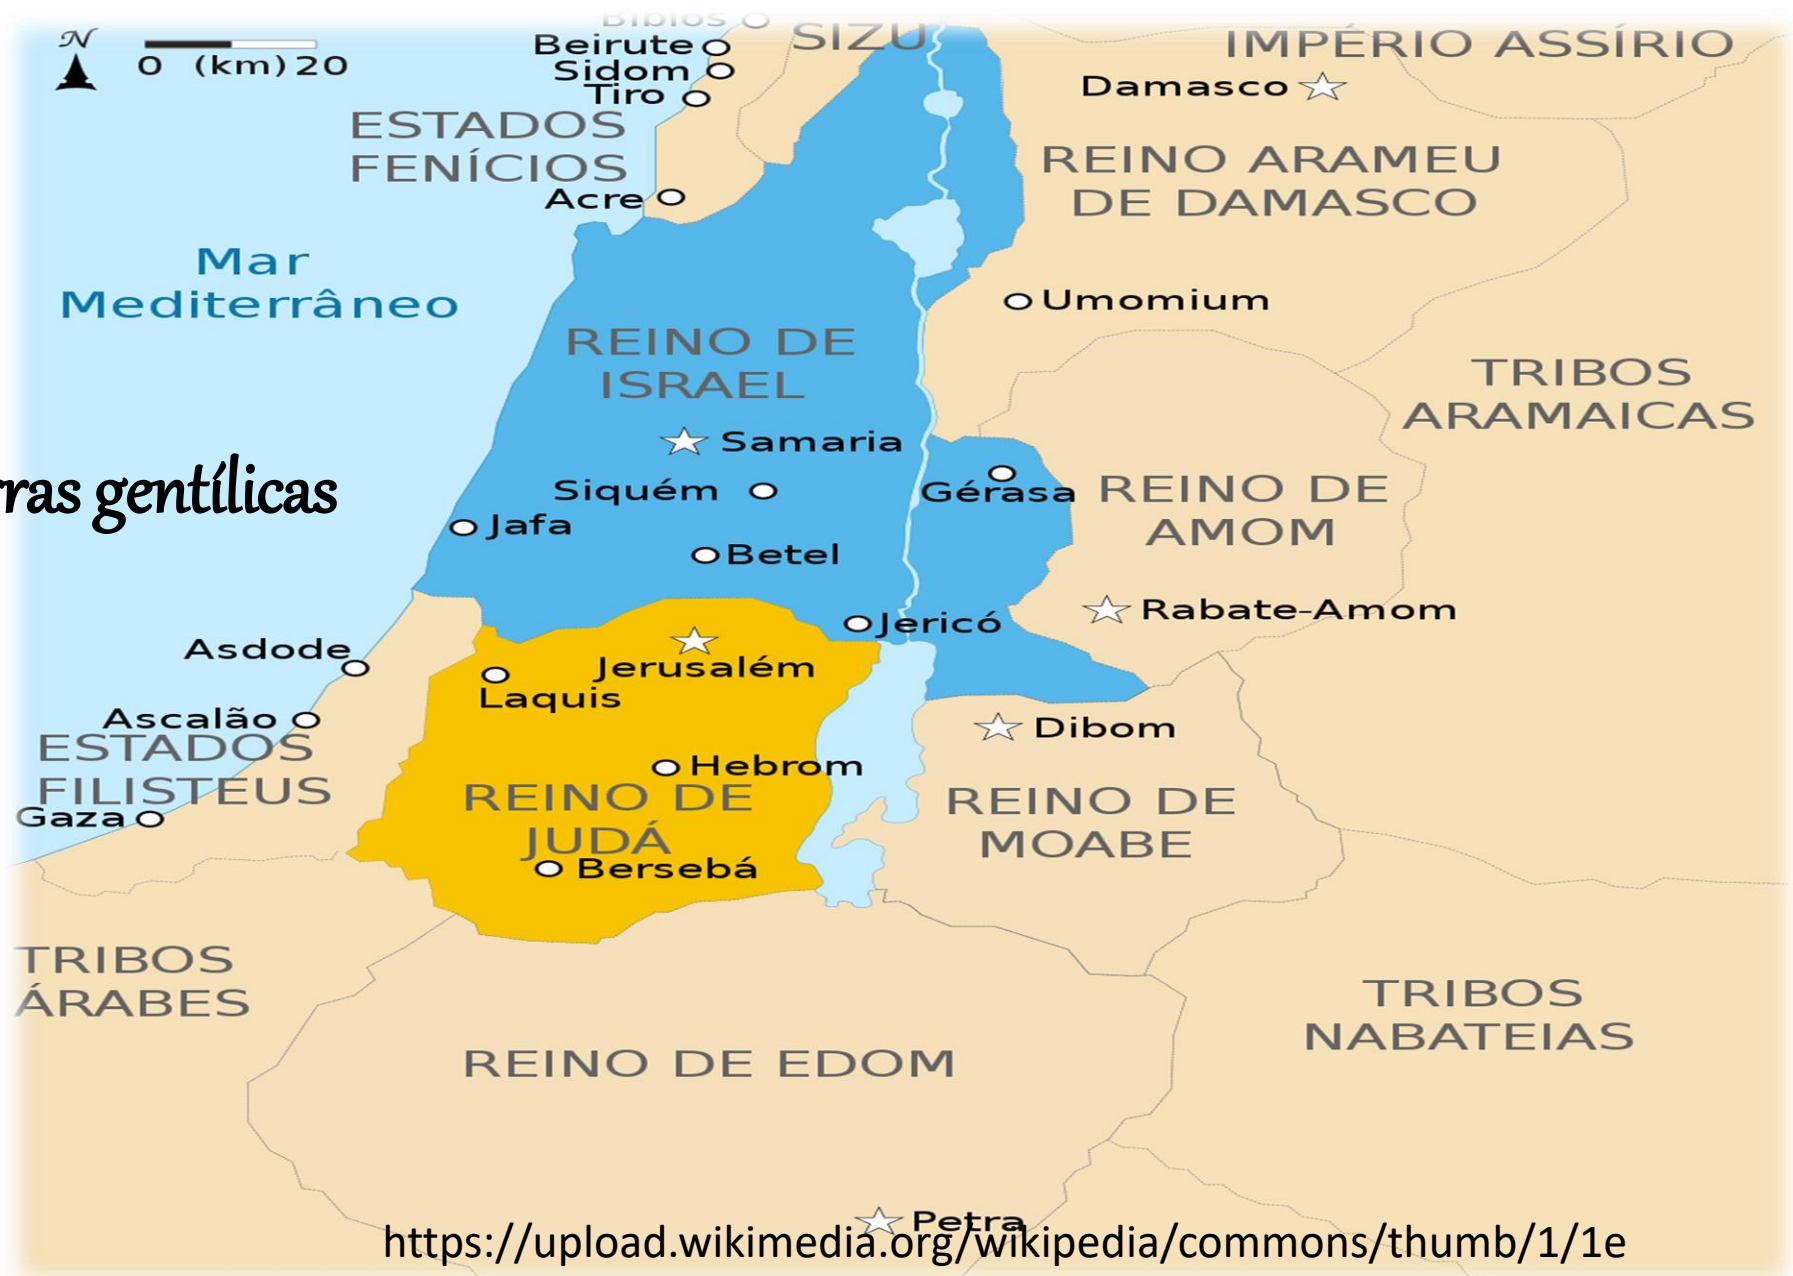 Biblos
SIZU
IMPÉRIO ASSÍRIO
N
0 (km) 20
Beirute
Sidom
Tiro
Damasco
ESTADOS
FENÍCIOS
REINO ARAMEU
DE DAMASCO
Acre
Mar
Mediterrâneo
Umomium
REINO DE
ISRAEL
TRIBOS
ARAMAICAS
Samaria
rras gentílicas
Siquém
Gérasa
REINO DE
AMOM
Jafa
Betel
Jericó
Rabate-Amom
Asdode
Jerusalém
Laquis
Ascalão
Dibom
ESTADOS
FILISTEUS
Hebrom
Gaza
REINO DE
JUDÁ
REINO DE
MOABE
Bersebá
TRIBOS
ÁRABES
TRIBOS
NABATEIAS
REINO DE EDOM
Petra
https://upload.wikimedia.org/wikipedia/commons/thumb/1/1e